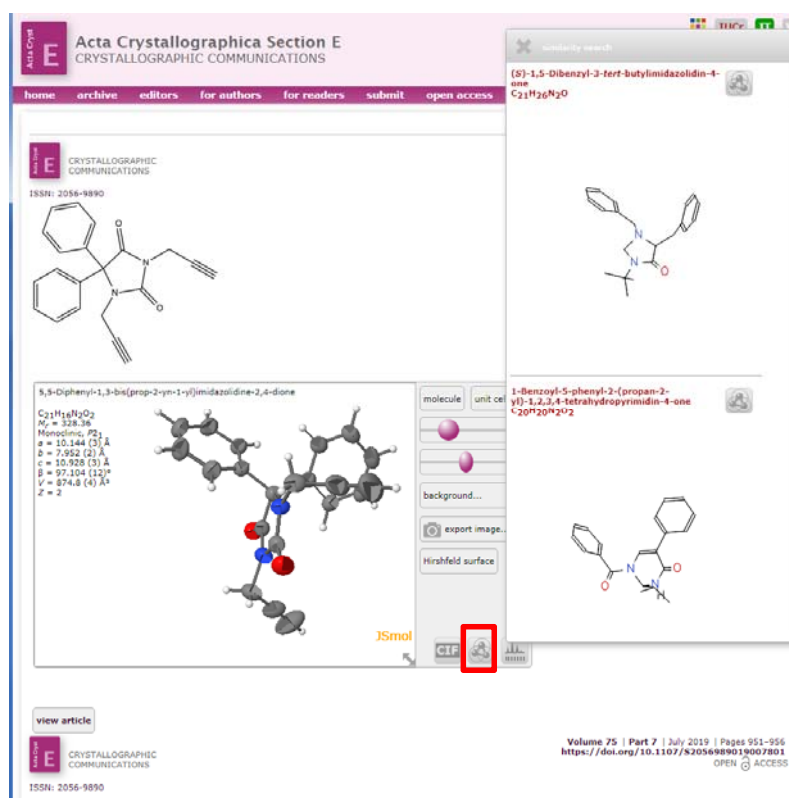 Acta Cryst
E
Acta Crystallographica Section E
CRYSTALLOGRAPHIC COMMUNICATIONS
IUCr
IT
home archive editors for authors for readers submit open access
Acta Cryst
E
CRYSTALLOGRAPHIC
COMMUNICATIONS
ISSN: 2056-9890
O
N
N
O
5,5-Diphenyl-1,3-bis(prop-2-yn-1-yl)imidazolidine-2,4-dione
C21H16N2O2
Mr = 328.36
Monoclinic, P21
a = 10.144 (3) Å
b = 7.952 (2) Å
c = 10.928 (3) Å
β = 97.104 (12)°
V = 874.8 (4) Å³
Z = 2
JSmol
molecule unit cel
background...
export image...
Hirshfeld surface
CIF
similarity search
(S)-1,5-Dibenzyl-3-tert-butylimidazolidin-4-
one
C21H26N2O
N
N
O
1-Benzoyl-5-phenyl-2-(propan-2-
yl)-1,2,3,4-tetrahydropyrimidin-4-one
C20H20N2O2
N
O
O
N
H
view article
Acta Cryst
E
CRYSTALLOGRAPHIC
COMMUNICATIONS
ISSN: 2056-9890
Volume 75 | Part 7 | July 2019 | Pages 951-956
https://doi.org/10.1107/S2056989019007801
OPEN ACCESS